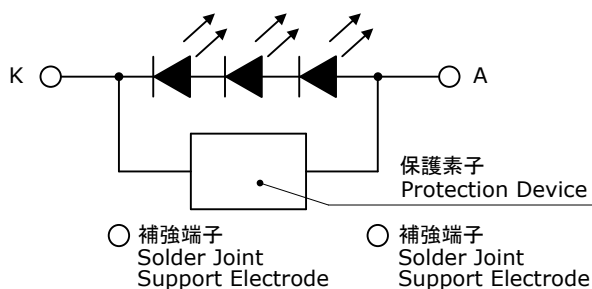 K
A
保護素子
Protection Device
補強端子
Solder Joint
Support Electrode
補強端子
Solder Joint
Support Electrode